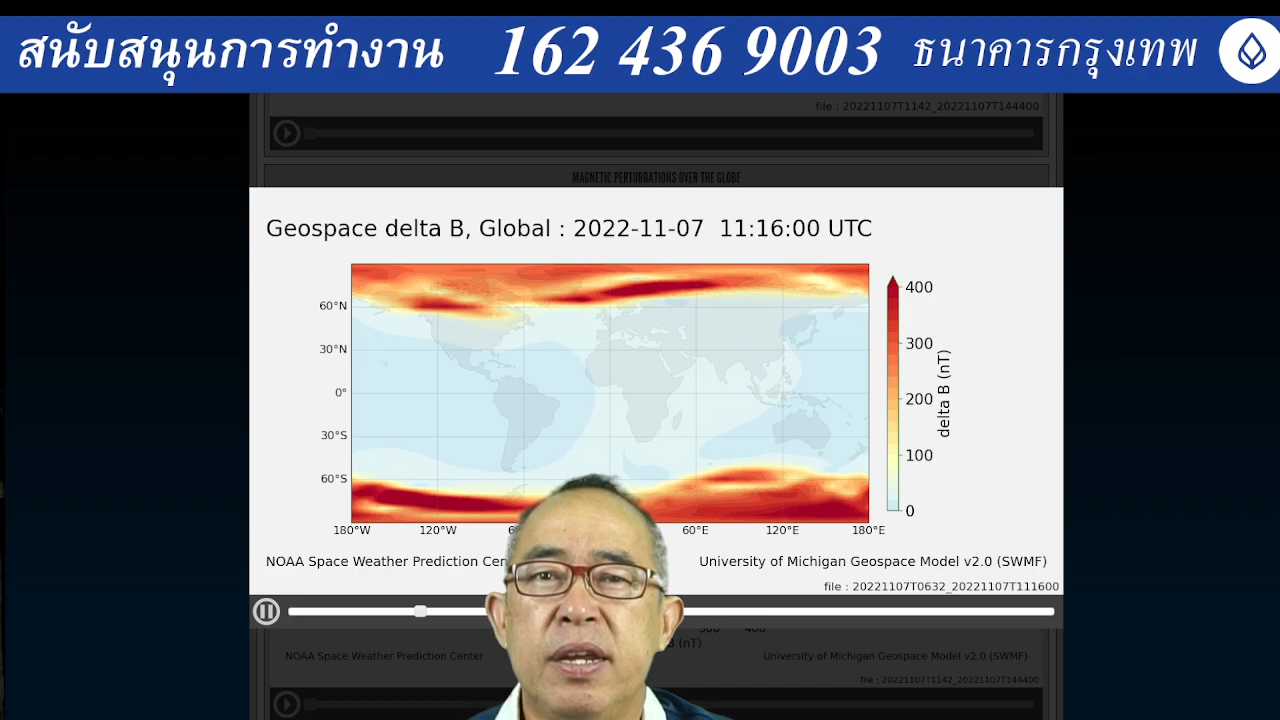 สนับสนุนการทำงาน 162 436 9003 ธนาคารกรุงเทพ
file : 20221107T1142_20221107T144400
MAGNETIC PERTURBATIONS OVER THE GLOBE
Geospace delta B, Global : 2022-11-07 11:16:00 UTC
60°N
30°N
0°
30°S
60°S
180°W 120°W 60°E 120°E 180°E
400
300
200
100
0
delta B (nT)
NOAA Space Weather Prediction Cen
University of Michigan Geospace Model v2.0 (SWMF)
file : 20221107T0632_20221107T111600
NOAA Space Weather Prediction Center
University of Michigan Geospace Model v2.0 (SWMF)
file : 20221107T1142_20221107T144400